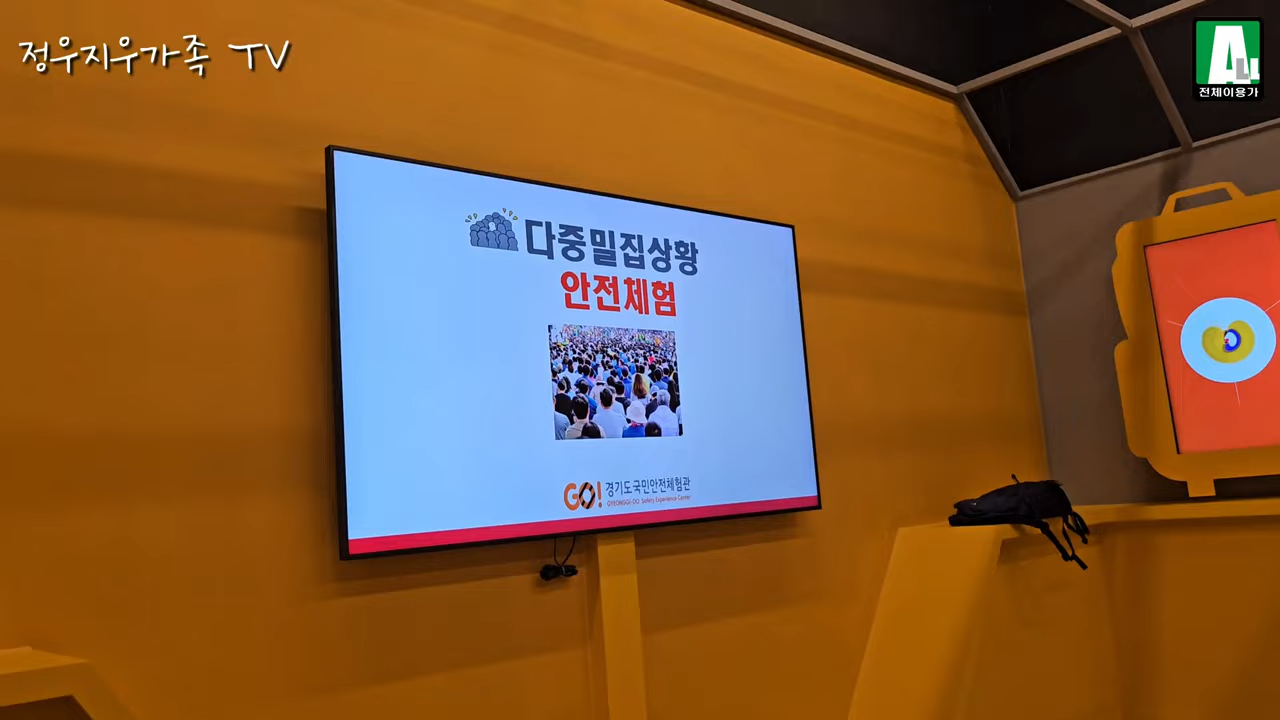 정우지우가족 TV
ALL
전체이용가
다중밀집상황
안전체험
GO! 경기도국민안전체험관
GYEONGGI-DO Safety Experience Center